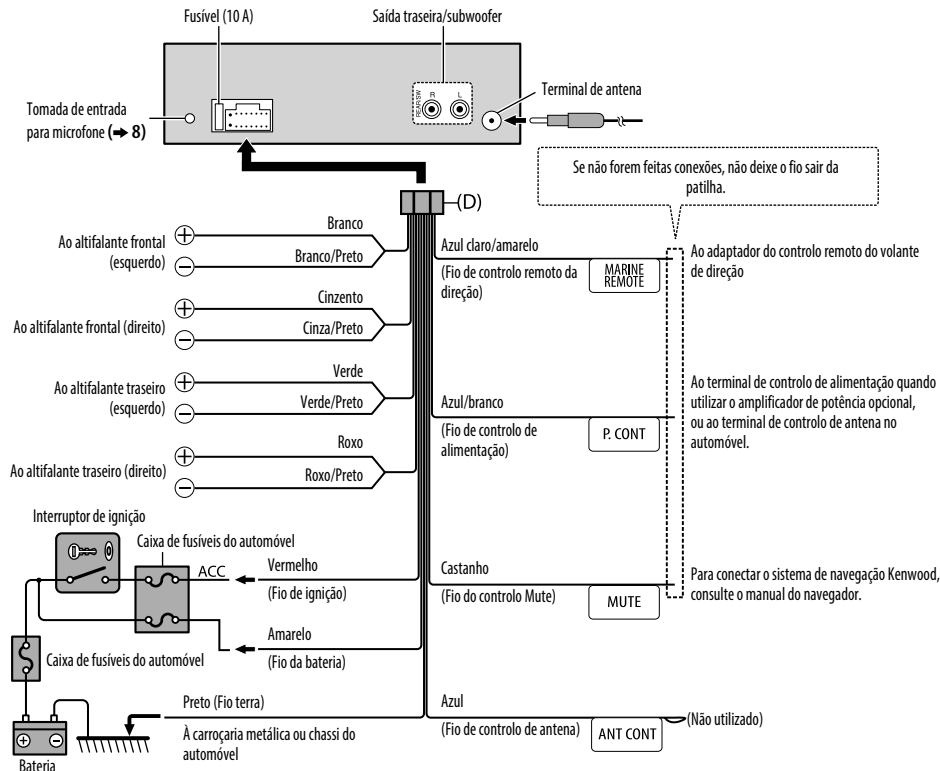 Fusível (10 A)
Saída traseira/subwoofer
REAR/SW
R
L
Terminal de antena
Tomada de entrada
para microfone (➜ 8)
Se não forem feitas conexões, não deixe o fio sair da
patilha.
(D)
Ao altifalante frontal
(esquerdo)
Branco
Branco/Preto
Ao altifalante frontal (direito)
Cinzento
Cinza/Preto
Ao altifalante traseiro
(esquerdo)
Verde
Verde/Preto
Ao altifalante traseiro (direito)
Roxo
Roxo/Preto
Azul claro/amarelo
(Fio de controlo remoto da
direção)
MARINE
REMOTE
Ao adaptador do controlo remoto do volante
de direção
Azul/branco
(Fio de controlo de
alimentação)
P. CONT
Ao terminal de controlo de alimentação quando
utilizar o amplificador de potência opcional,
ou ao terminal de controlo de antena no
automóvel.
Interruptor de ignição
Caixa de fusíveis do automóvel
ACC
Vermelho
(Fio de ignição)
Amarelo
(Fio da bateria)
Caixa de fusíveis do automóvel
Castanho
(Fio do controlo Mute)
MUTE
Para conectar o sistema de navegação Kenwood,
consulte o manual do navegador.
Preto (Fio terra)
À carroçaria metálica ou chassi do
automóvel
Bateria
Azul
(Fio de controlo de antena)
ANT CONT
(Não utilizado)